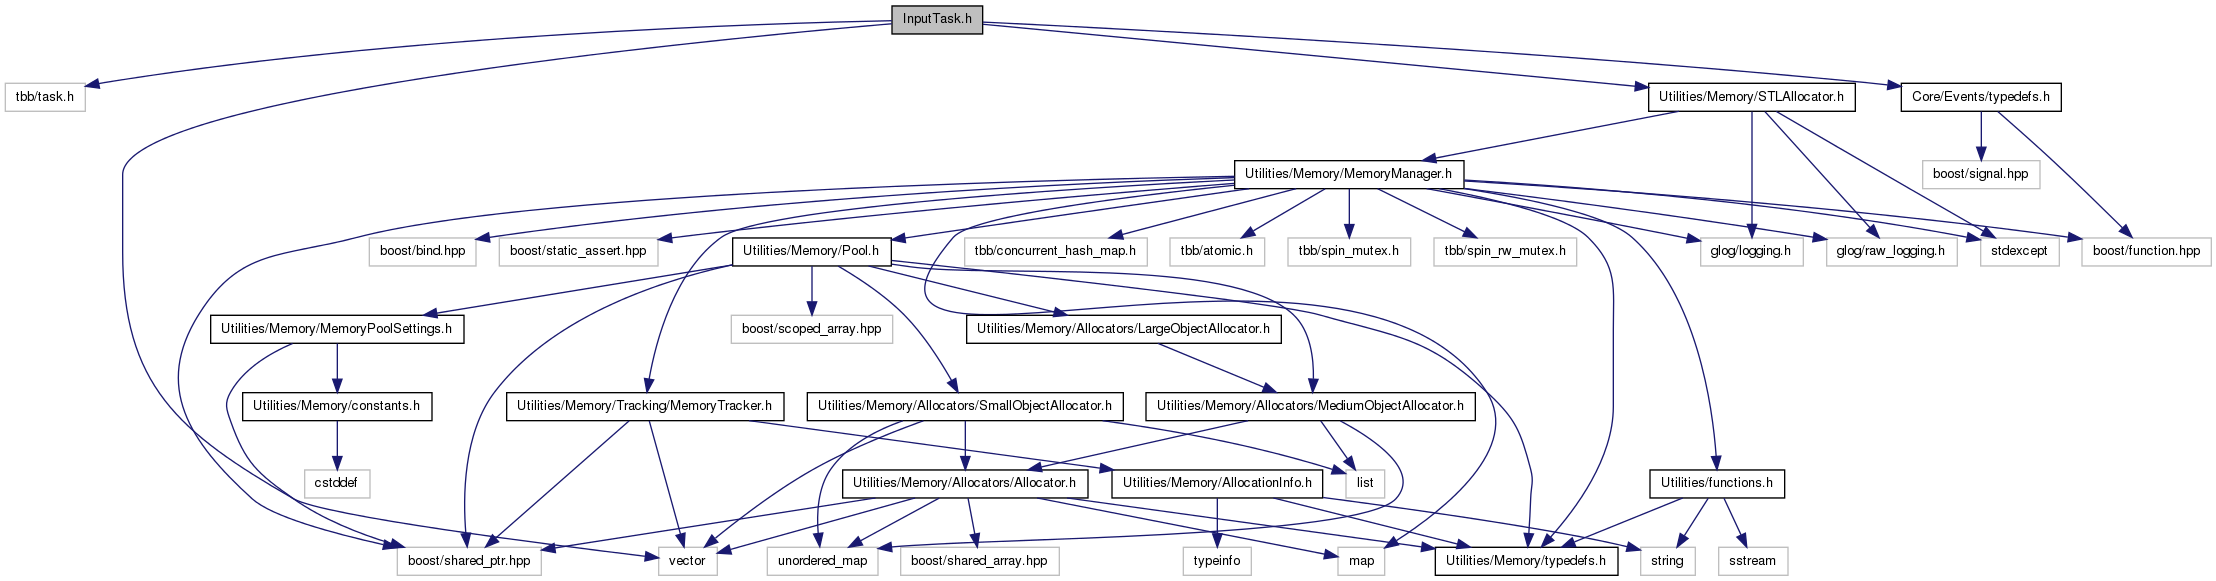 InputTask.h
tbb/task.h
Utilities/Memory/STLAllocator.h
Core/Events/typedefs.h
Utilities/Memory/MemoryManager.h
boost/signal.hpp
boost/bind.hpp
boost/static_assert.hpp
Utilities/Memory/Pool.h
tbb/concurrent_hash_map.h
tbb/atomic.h
tbb/spin_mutex.h
tbb/spin_rw_mutex.h
glog/logging.h
glog/raw_logging.h
stdexcept
boost/function.hpp
Utilities/Memory/MemoryPoolSettings.h
boost/scoped_array.hpp
Utilities/Memory/Allocators/LargeObjectAllocator.h
Utilities/Memory/constants.h
Utilities/Memory/Tracking/MemoryTracker.h
Utilities/Memory/Allocators/SmallObjectAllocator.h
Utilities/Memory/Allocators/MediumObjectAllocator.h
cstddef
Utilities/Memory/Allocators/Allocator.h
Utilities/Memory/AllocationInfo.h
list
Utilities/functions.h
boost/shared_ptr.hpp
vector
unordered_map
boost/shared_array.hpp
typeinfo
map
Utilities/Memory/typedefs.h
string
sstream